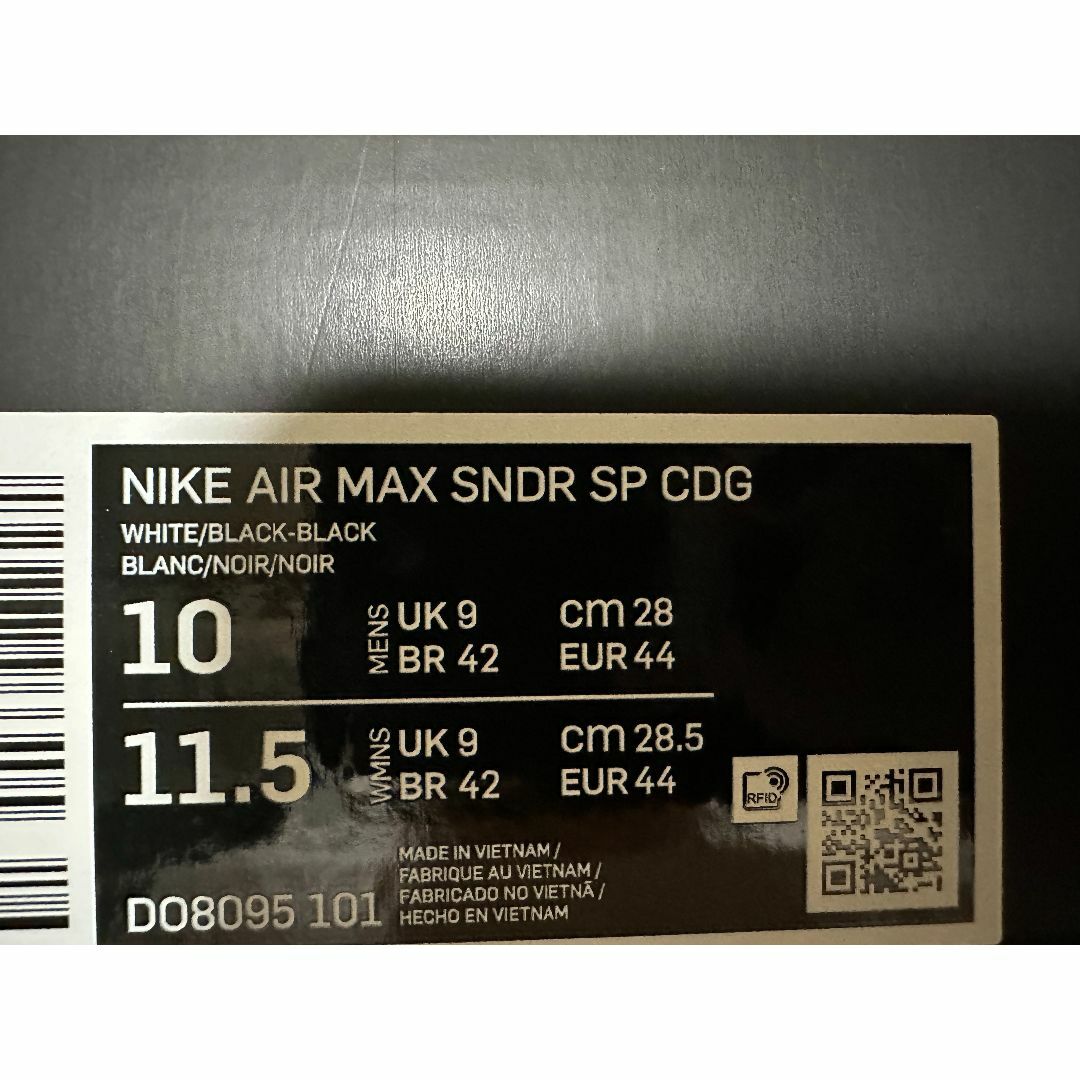 NIKE AIR MAX SNDR SP CDG
WHITE/BLACK-BLACK
BLANC/NOIR/NOIR
10 MENS UK 9 cm 28
BR 42 EUR 44
11.5 WMNS UK 9 cm 28.5
BR 42 EUR 44
RFID
MADE IN VIETNAM /
FABRIQUE AU VIETNAM /
FABRICADO NO VIETNÃ /
HECHO EN VIETNAM
DO8095 101